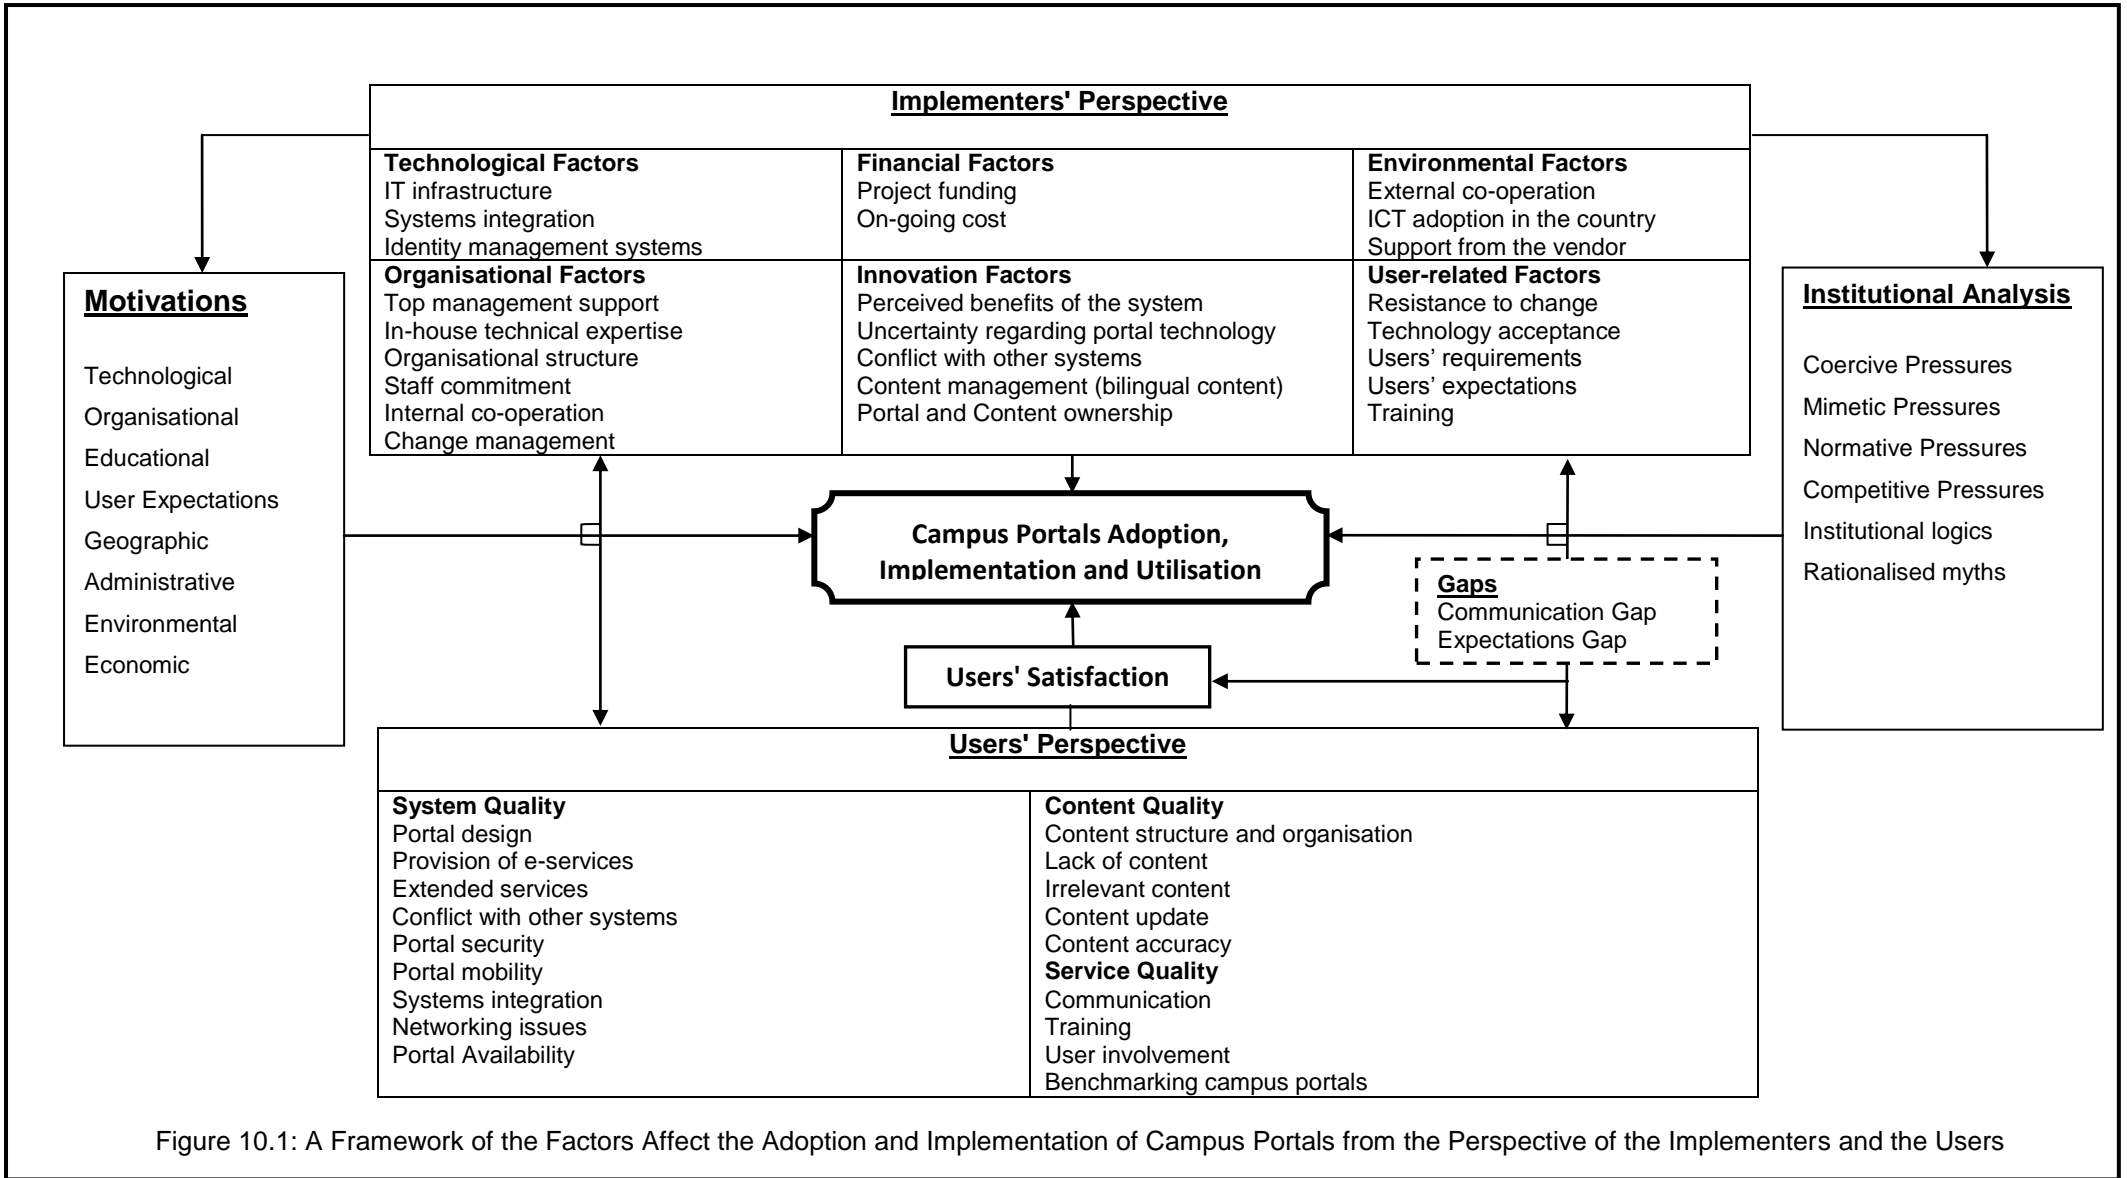 Implementers' Perspective
Technological Factors
IT infrastructure
Systems integration
Identity management systems
Financial Factors
Project funding
On-going cost
Environmental Factors
External co-operation
ICT adoption in the country
Support from the vendor
Organisational Factors
Top management support
In-house technical expertise
Organisational structure
Staff commitment
Internal co-operation
Change management
Innovation Factors
Perceived benefits of the system
Uncertainty regarding portal technology
Conflict with other systems
Content management (bilingual content)
Portal and Content ownership
User-related Factors
Resistance to change
Technology acceptance
Users’ requirements
Users’ expectations
Training
Motivations
Technological
Organisational
Educational
User Expectations
Geographic
Administrative
Environmental
Economic
Campus Portals Adoption,
Implementation and Utilisation
Institutional Analysis
Coercive Pressures
Mimetic Pressures
Normative Pressures
Competitive Pressures
Institutional logics
Rationalised myths
Gaps
Communication Gap
Expectations Gap
Users' Satisfaction
Users' Perspective
System Quality
Portal design
Provision of e-services
Extended services
Conflict with other systems
Portal security
Portal mobility
Systems integration
Networking issues
Portal Availability
Content Quality
Content structure and organisation
Lack of content
Irrelevant content
Content update
Content accuracy
Service Quality
Communication
Training
User involvement
Benchmarking campus portals
Figure 10.1: A Framework of the Factors Affect the Adoption and Implementation of Campus Portals from the Perspective of the Implementers and the Users